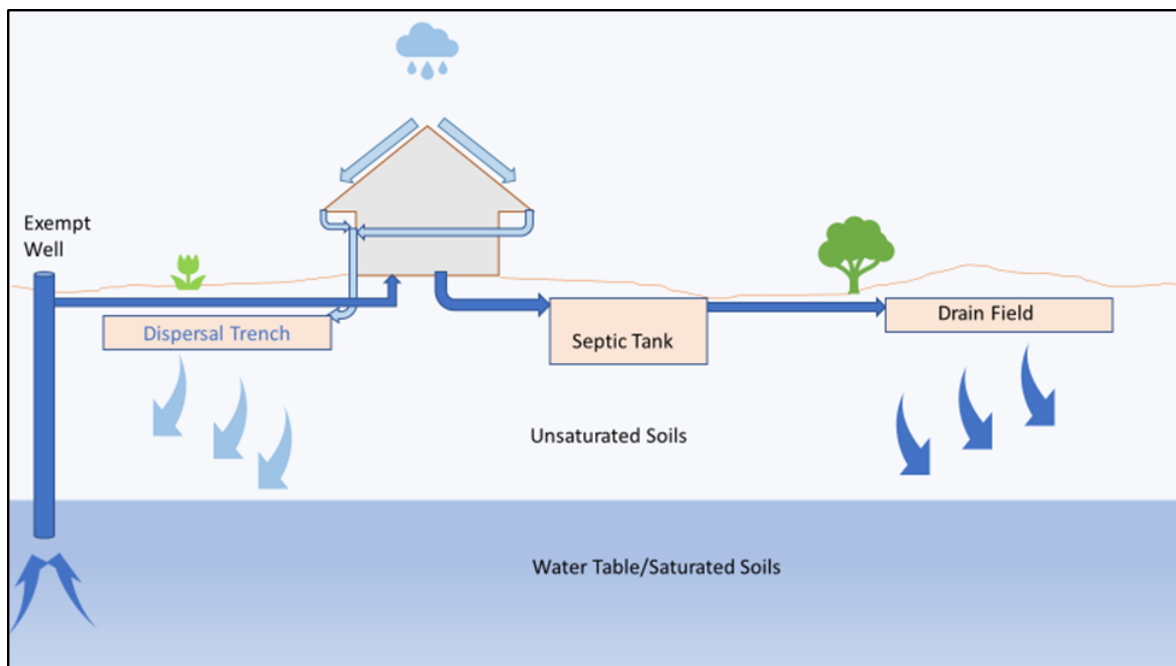 Exempt
Well
Dispersal Trench
Septic Tank
Drain Field
Unsaturated Soils
Water Table/Saturated Soils